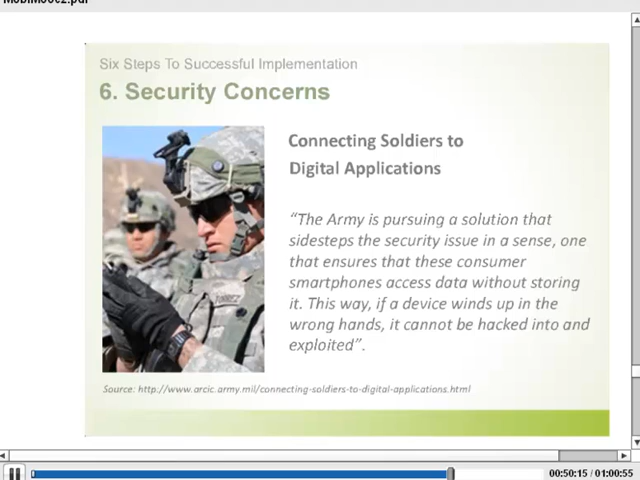 Six Steps To Successful Implementation
6. Security Concerns
Connecting Soldiers to
Digital Applications
“The Army is pursuing a solution that
sidesteps the security issue in a sense, one
that ensures that these consumer
smartphones access data without storing
it. This way, if a device winds up in the
wrong hands, it cannot be hacked into and
exploited”.
Source: http://www.arcic.army.mil/connecting-soldiers-to-digital-applications.html
00:50:15 / 01:00:55